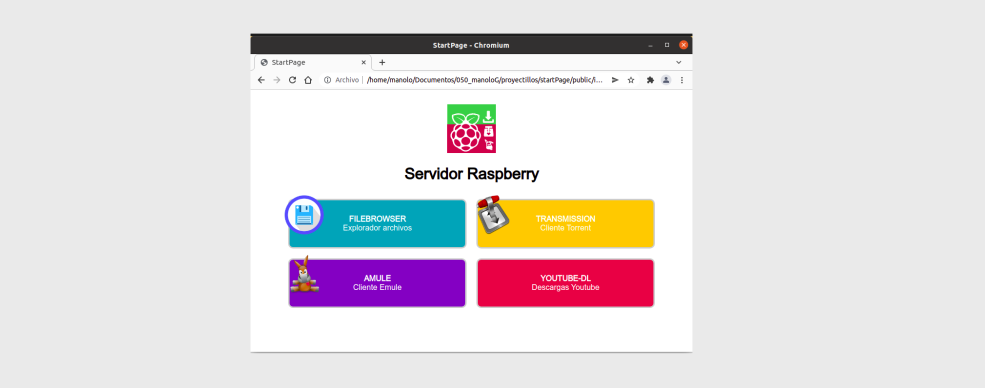 StartPage - Chromium
StartPage
Archivo /home/manolo/Documentos/050_manoloG/proyectillos/startPage/public/i...
Servidor Raspberry
FILEBROWSER
Explorador archivos
TRANSMISSION
Cliente Torrent
AMULE
Cliente Emule
YOUTUBE-DL
Descargas Youtube